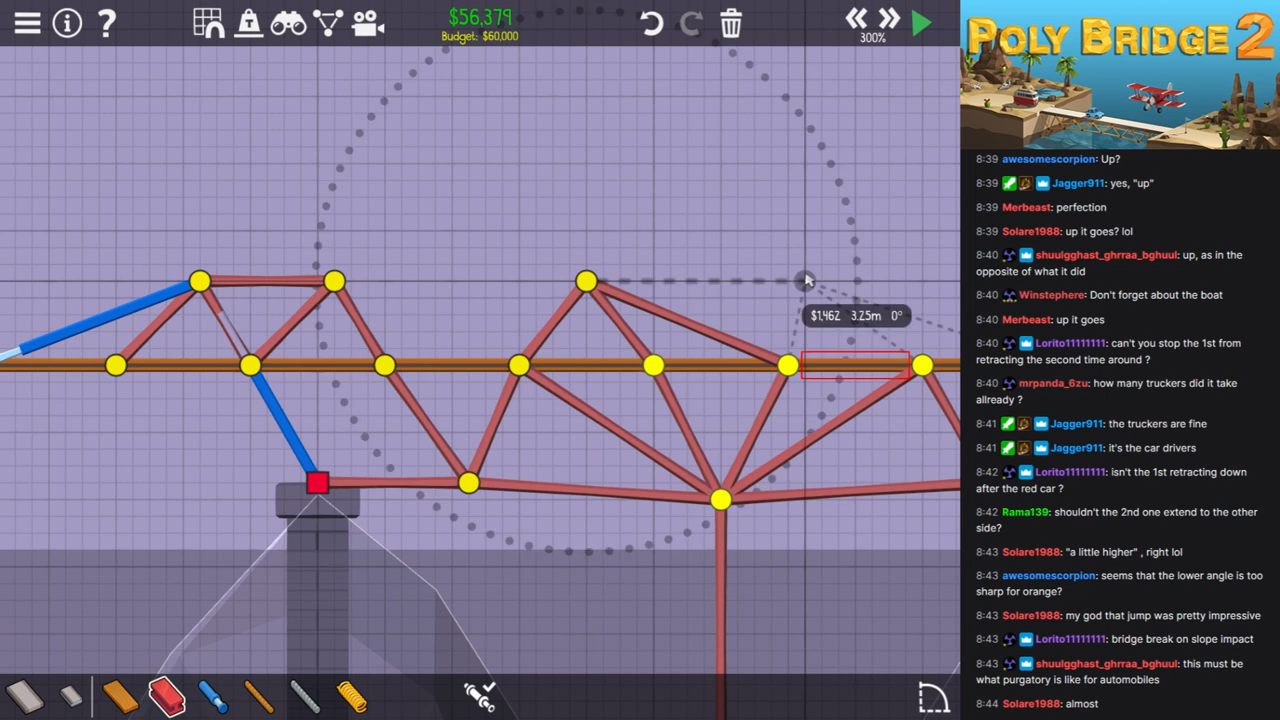 $56,379
Budget: $60,000
300%
T
$1,462 3.25m 0°
POLY BRIDGE 2
8:39 awesomescorpion: Up?
8:39 Jagger911: yes, "up"
8:39 Merbeast: perfection
8:39 Solare1988: up it goes? lol
8:40 shuulgghast_ghrraa_bghuul: up, as in the
opposite of what it did
8:40 Winstephere: Don't forget about the boat
8:40 Merbeast: up it goes
8:40 Lorito11111111: can't you stop the 1st from
retracting the second time around ?
8:40 mrpanda_6zu: how many truckers did it take
allready ?
8:41 Jagger911: the truckers are fine
8:41 Jagger911: it's the car drivers
8:42 Lorito11111111: isn't the 1st retracting down
after the red car ?
8:42 Rama139: shouldn't the 2nd one extend to the other
side?
8:43 Solare1988: "a little higher" , right lol
8:43 awesomescorpion: seems that the lower angle is too
sharp for orange?
8:43 Solare1988: my god that jump was pretty impressive
8:43 Lorito11111111: bridge break on slope impact
8:43 shuulgghast_ghrraa_bghuul: this must be
what purgatory is like for automobiles
8:44 Solare1988: almost